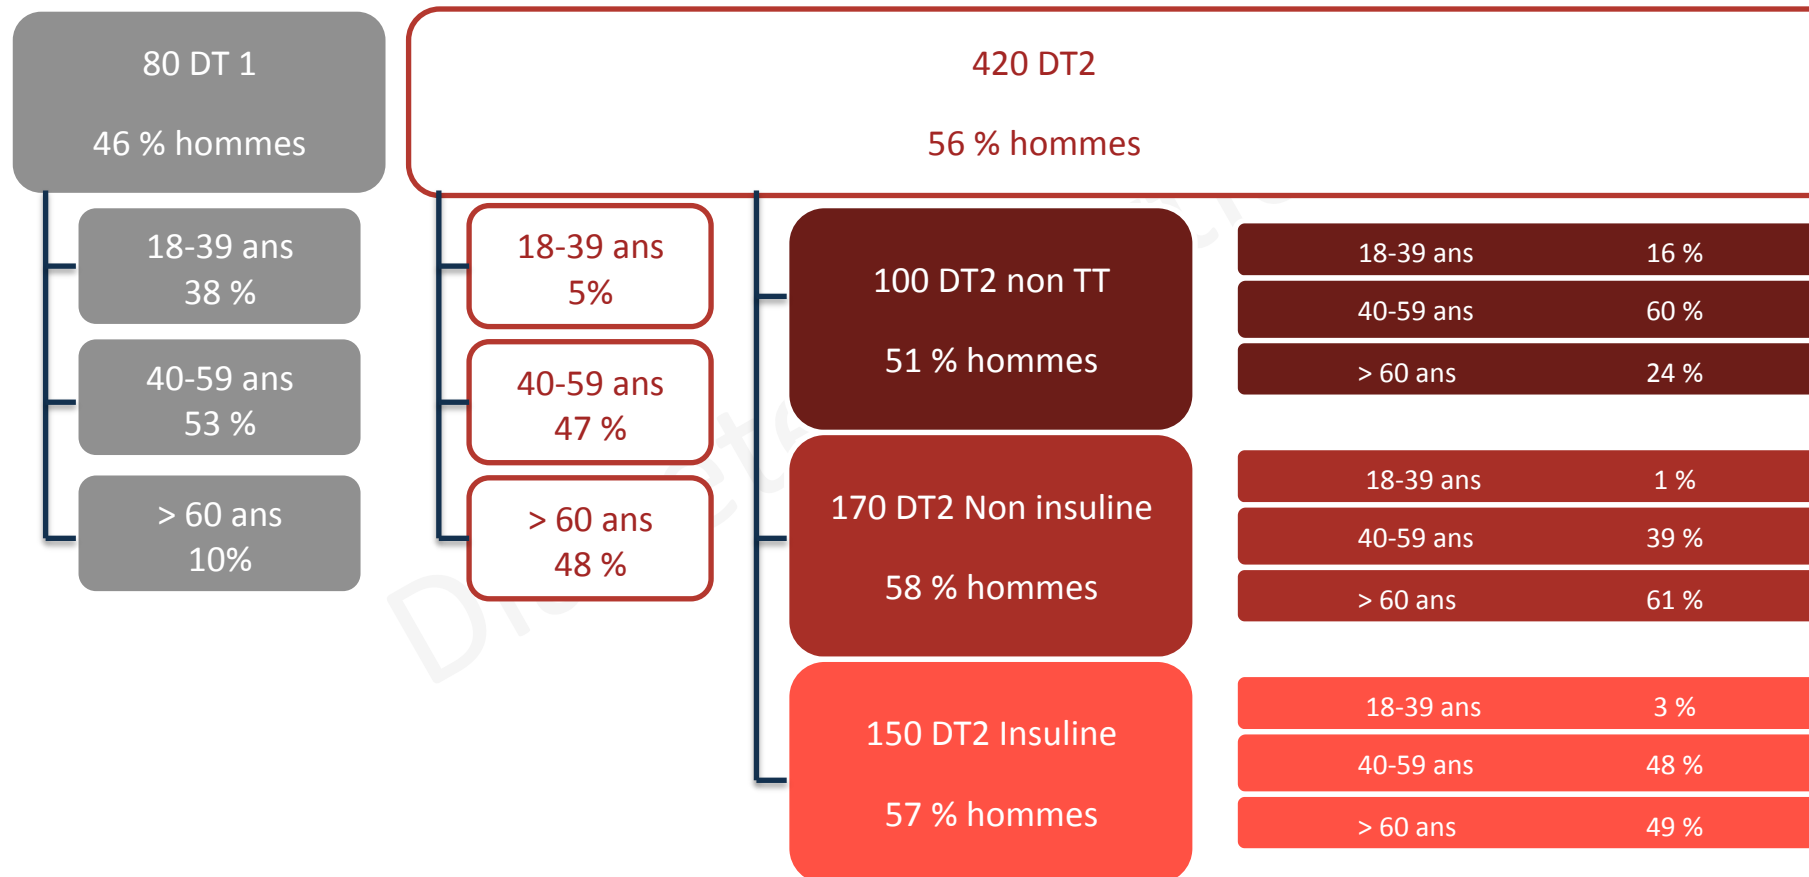 80 DT 1
46 % hommes
18-39 ans
38 %
40-59 ans
53 %
> 60 ans
10%
420 DT2
56 % hommes
18-39 ans
5%
40-59 ans
47 %
> 60 ans
48 %
100 DT2 non TT
51 % hommes
18-39 ans 16 %
40-59 ans 60 %
> 60 ans 24 %
170 DT2 Non insuline
58 % hommes
18-39 ans 1 %
40-59 ans 39 %
> 60 ans 61 %
150 DT2 Insuline
57 % hommes
18-39 ans 3 %
40-59 ans 48 %
> 60 ans 49 %